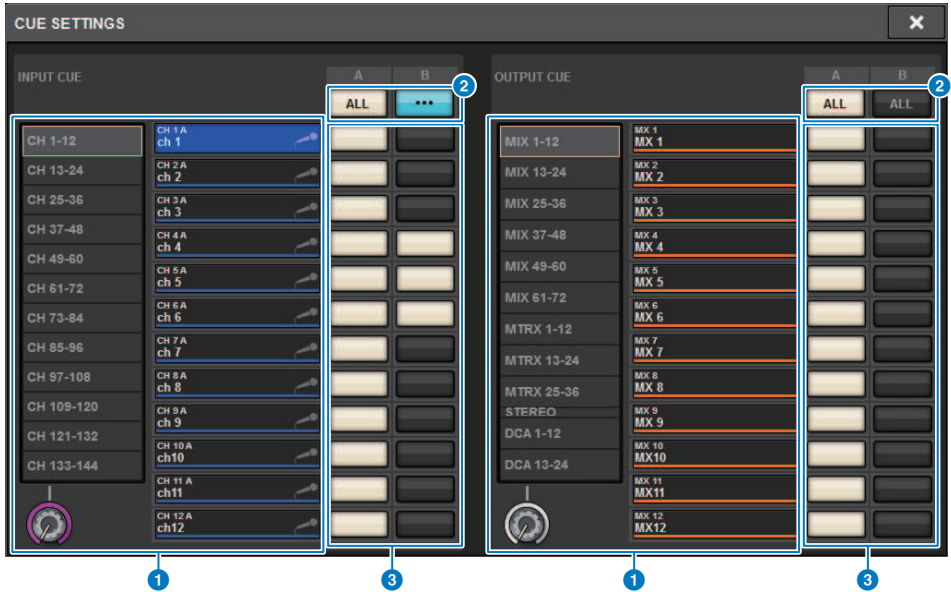 CUE SETTINGS
×
INPUT CUE
A
B
2
ALL
•••
CH 1-12
CH 13-24
CH 25-36
CH 37-48
CH 49-60
CH 61-72
CH 73-84
CH 85-96
CH 97-108
CH 109-120
CH 121-132
CH 133-144
CH 1 A
ch 1
CH 2 A
ch 2
CH 3 A
ch 3
CH 4 A
ch 4
CH 5 A
ch 5
CH 6 A
ch 6
CH 7 A
ch 7
CH 8 A
ch 8
CH 9 A
ch 9
CH 10 A
ch10
CH 11 A
ch11
CH 12 A
ch12
1
3
OUTPUT CUE
A
B
2
ALL
ALL
MIX 1-12
MIX 13-24
MIX 25-36
MIX 37-48
MIX 49-60
MIX 61-72
MTRX 1-12
MTRX 13-24
MTRX 25-36
STEREO
DCA 1-12
DCA 13-24
MX 1
MX 1
MX 2
MX 2
MX 3
MX 3
MX 4
MX 4
MX 5
MX 5
MX 6
MX 6
MX 7
MX 7
MX 8
MX 8
MX 9
MX 9
MX 10
MX10
MX 11
MX11
MX 12
MX12
1
3